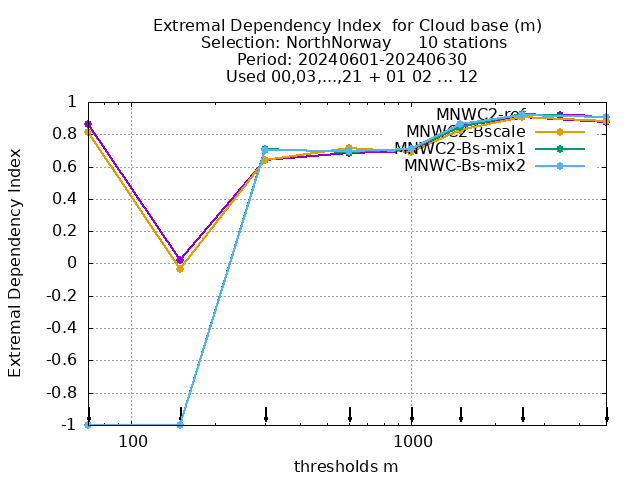 Extremal Dependency Index  for Cloud base (m)
Selection: NorthNorway     10 stations
Period: 20240601-20240630
Used 00,03,...,21 + 01 02 ... 12
Extremal Dependency Index
1
0.8
0.6
0.4
0.2
0
-0.2
-0.4
-0.6
-0.8
-1
MNWC2-ref
MNWC2-Bscale
MNWC2-Bs-mix1
MNWC-Bs-mix2
100
1000
thresholds m